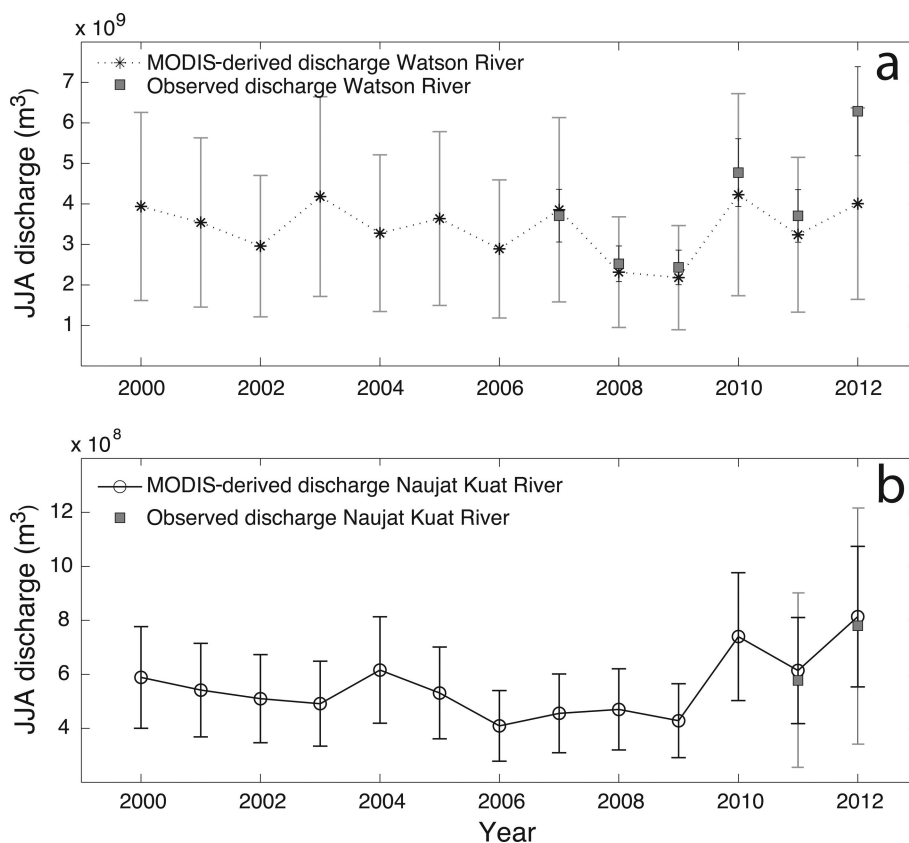 x 10^9
MODIS-derived discharge Watson River
Observed discharge Watson River
a
7
6
5
4
3
2
1
JJA discharge (m^3)
2000 2002 2004 2006 2008 2010 2012
x 10^8
MODIS-derived discharge Naujat Kuat River
Observed discharge Naujat Kuat River
b
12
10
8
6
4
JJA discharge (m^3)
2000 2002 2004 2006 2008 2010 2012
Year